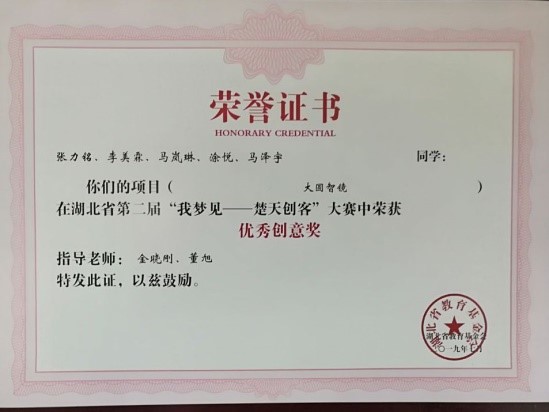 荣誉证书
HONORARY CREDENTIAL
张力铭、李美霖、马岚琳、涂悦、马泽宇 同学：
你们的项目（ 大圆智镜 ）
在湖北省第二届“我梦见——楚天创客”大赛中荣获
优秀创意奖
指导老师：金晓刚、董旭
特发此证，以兹鼓励。
湖北省教育基金会
二〇一九年七月